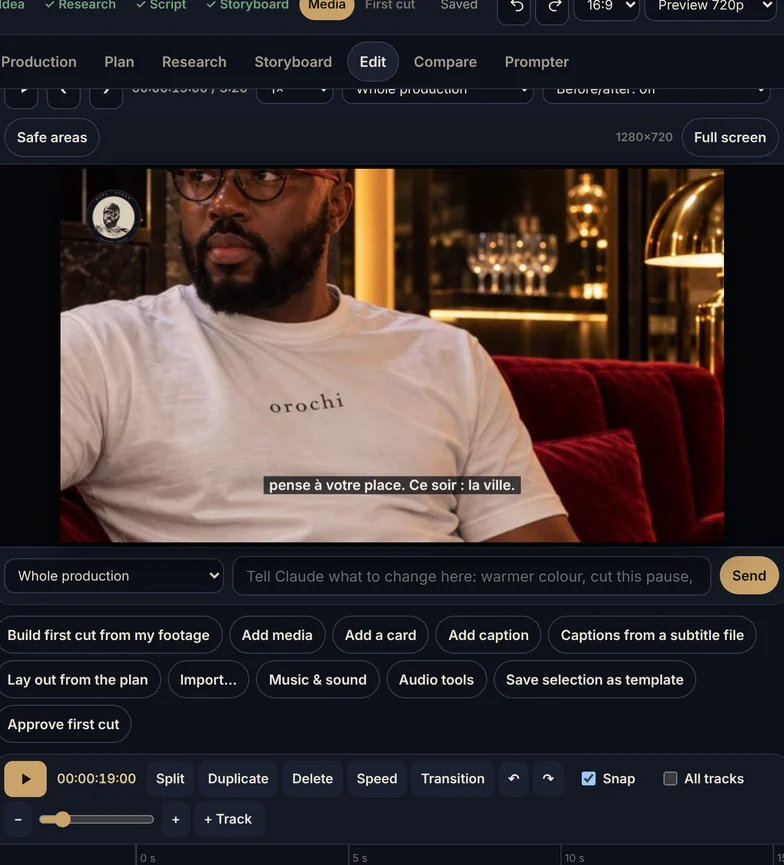 Idea ✓ Research ✓ Script ✓ Storyboard Media First cut Saved 16:9 Preview 720p
Production Plan Research Storyboard Edit Compare Prompter
1× Whole production Before/after: off
Safe areas 1280×720 Full screen
orochi
pense à votre place. Ce soir : la ville.
Whole production Tell Claude what to change here: warmer colour, cut this pause, Send
Build first cut from my footage Add media Add a card Add caption Captions from a subtitle file
Lay out from the plan Import... Music & sound Audio tools Save selection as template
Approve first cut
00:00:19:00 Split Duplicate Delete Speed Transition Snap All tracks
+ Track
0 s 5 s 10 s